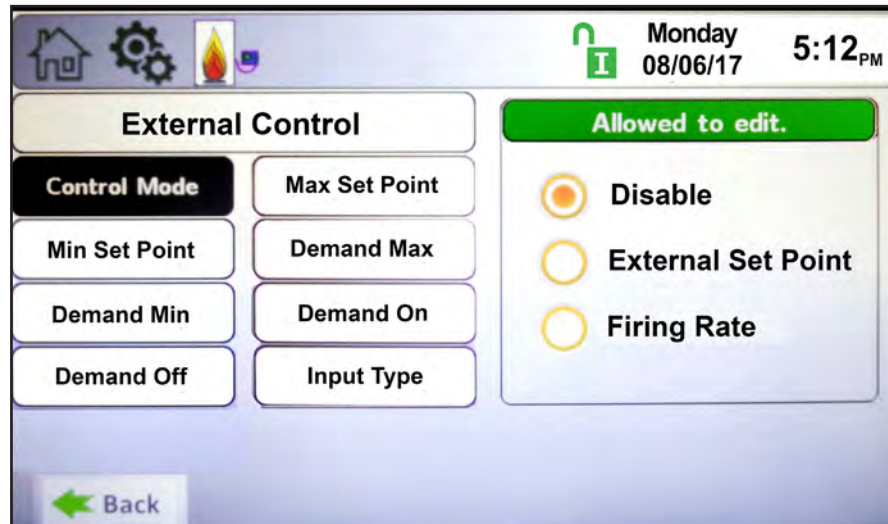 I
Monday
08/06/17
5:12PM
External Control
Control Mode
Max Set Point
Min Set Point
Demand Max
Demand Min
Demand On
Demand Off
Input Type
Allowed to edit.
Disable
External Set Point
Firing Rate
Back